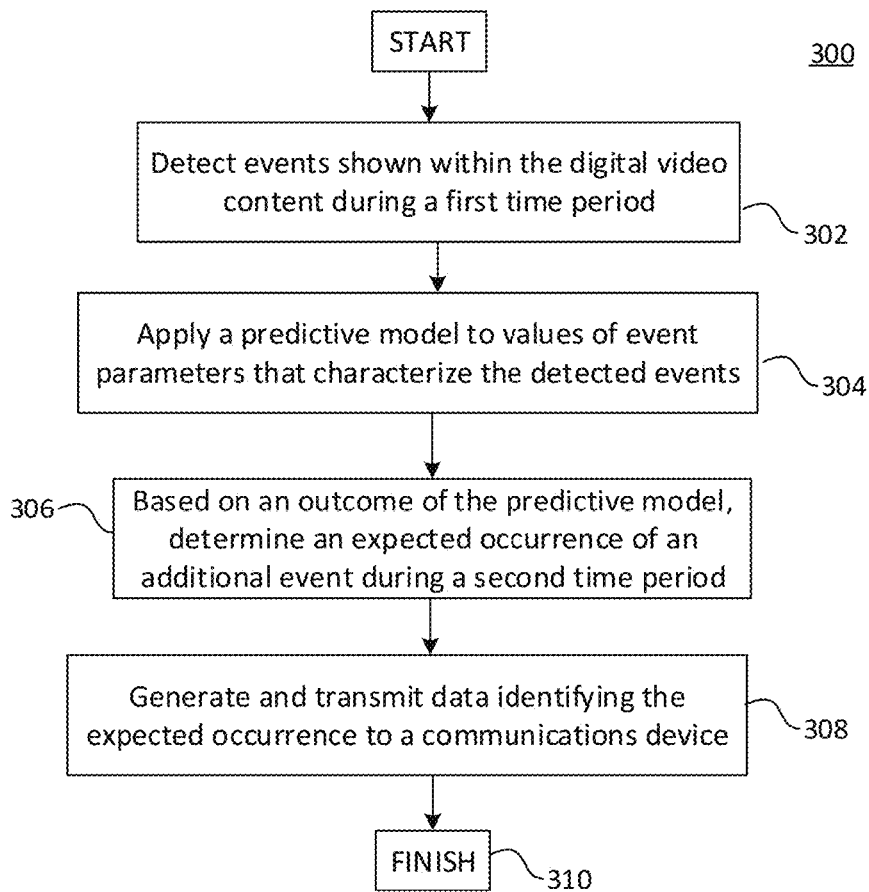 START
300
Detect events shown within the digital video
content during a first time period
302
Apply a predictive model to values of event
parameters that characterize the detected events
304
306
Based on an outcome of the predictive model,
determine an expected occurrence of an
additional event during a second time period
Generate and transmit data identifying the
expected occurrence to a communications device
308
FINISH
310